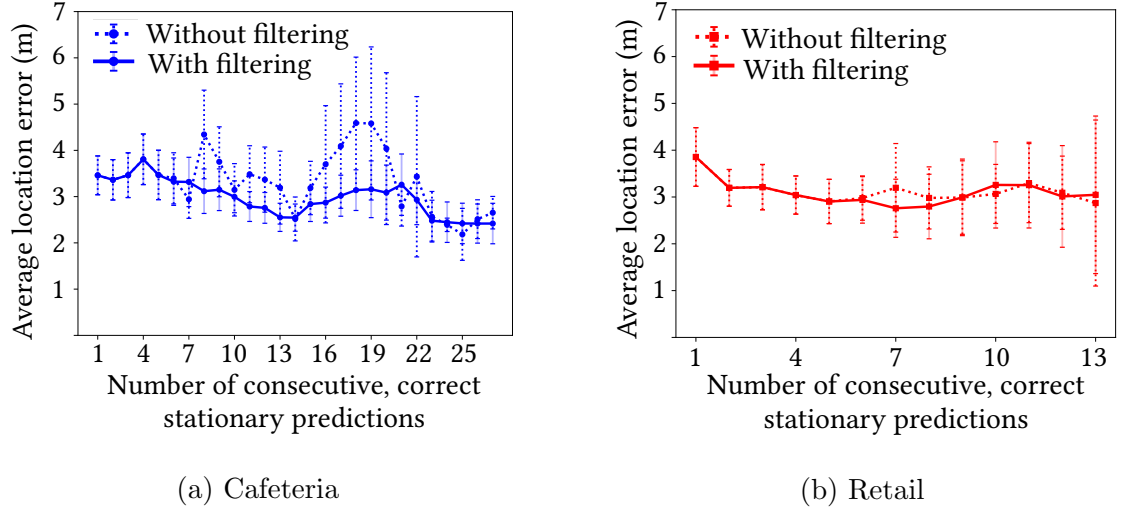 Average location error (m)
7
6
5
4
3
2
1
Without filtering
With filtering
1 4 7 10 13 16 19 22 25
Number of consecutive, correct
stationary predictions
(a) Cafeteria
Average location error (m)
7
6
5
4
3
2
1
Without filtering
With filtering
1 4 7 10 13
Number of consecutive, correct
stationary predictions
(b) Retail